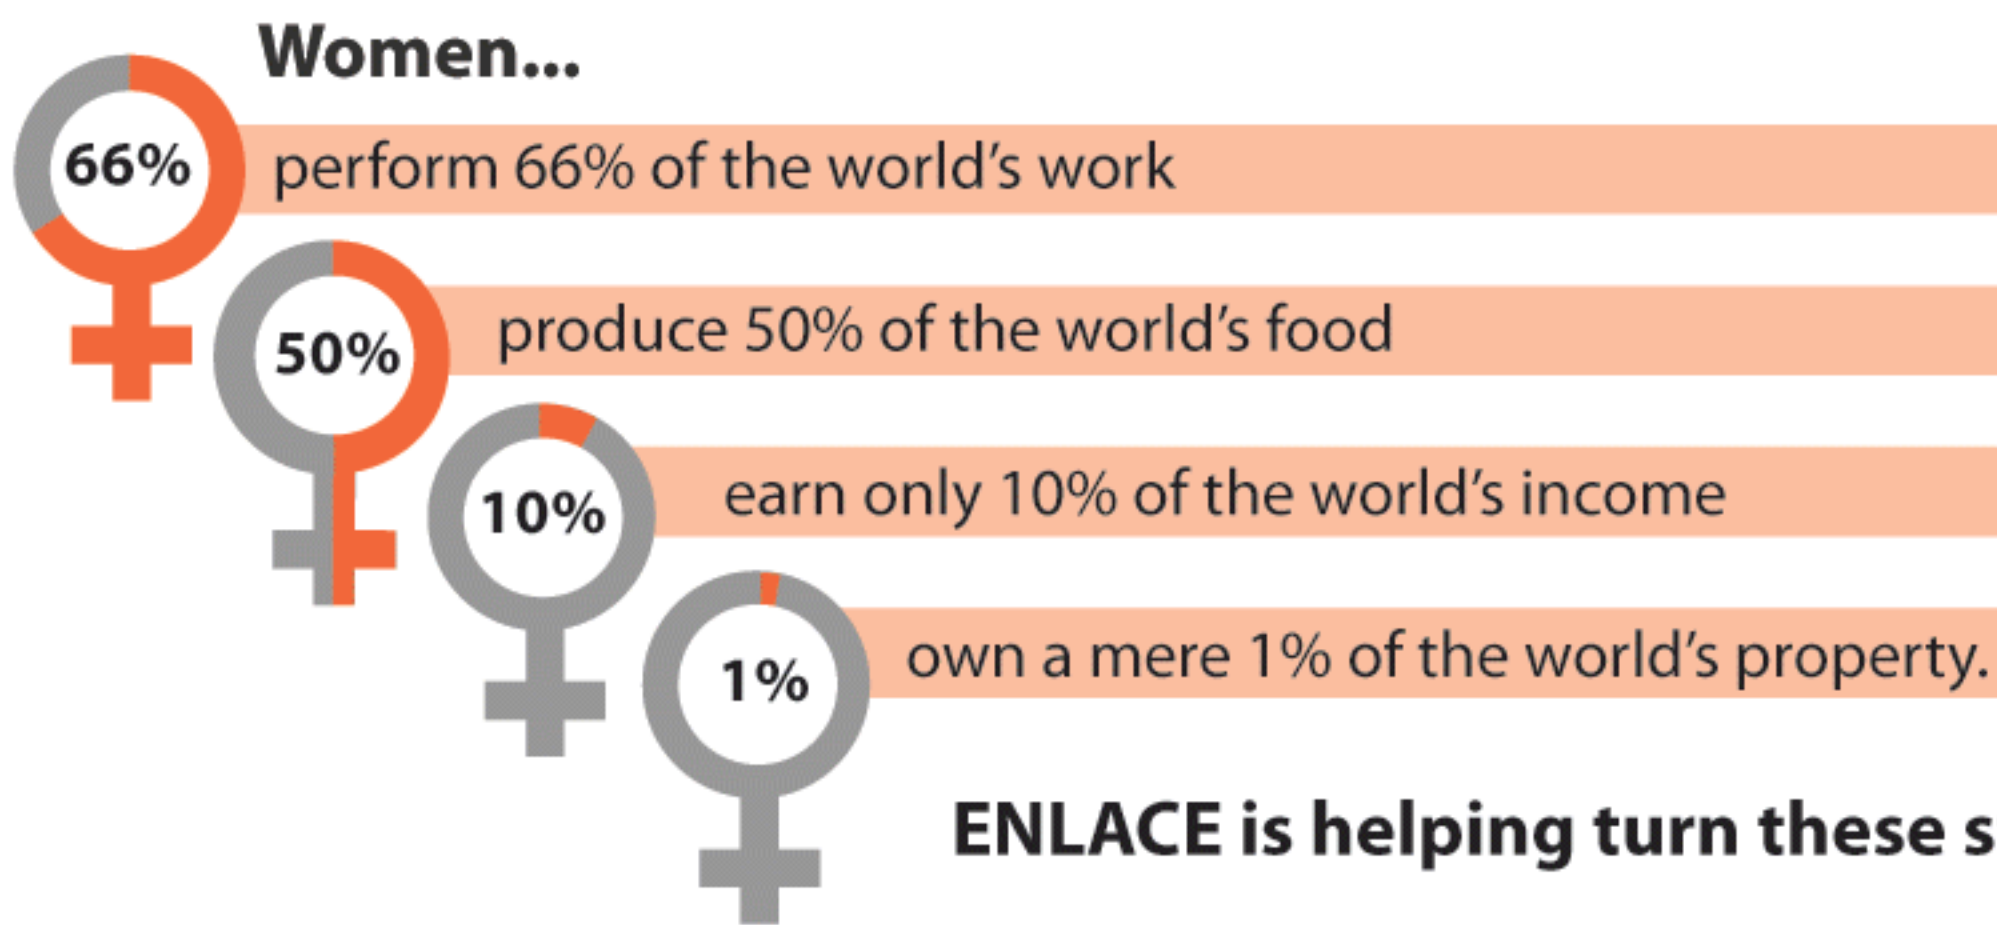 Women...
66%
perform 66% of the world's work
50%
produce 50% of the world's food
10%
earn only 10% of the world's income
1%
own a mere 1% of the world's property.
ENLACE is helping turn these s